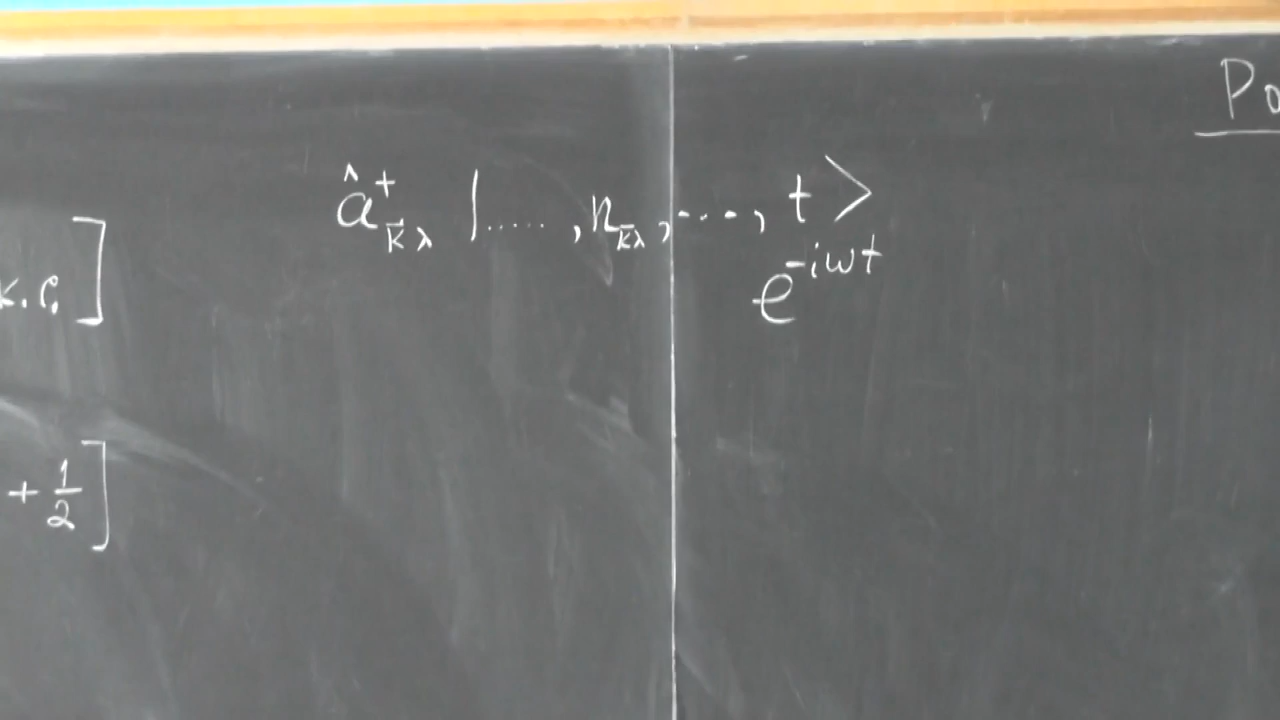 Po
â⁺_k̄λ |....., n_k̄λ, ..., t >
e^-iωt
к.с.]
+ 1/2 ]